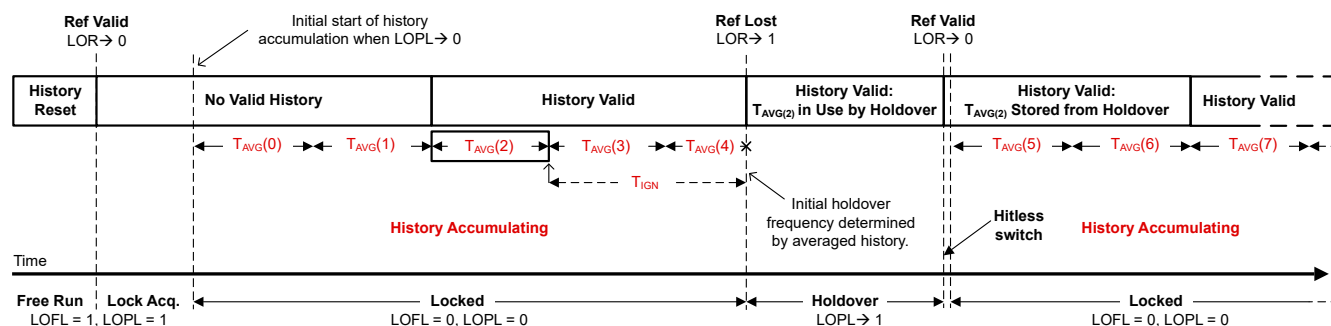 Ref Valid
LOR→ 0
Initial start of history
accumulation when LOPL→ 0
Ref Lost
LOR→ 1
Ref Valid
LOR→ 0
History
Reset
No Valid History
History Valid
History Valid:
TAVG(2) in Use by Holdover
History Valid:
TAVG(2) Stored from Holdover
History Valid
TAVG(0)
TAVG(1)
TAVG(2)
TAVG(3)
TAVG(4)
TAVG(5)
TAVG(6)
TAVG(7)
TIGN
Initial holdover
frequency determined
by averaged history.
History Accumulating
Hitless
switch
History Accumulating
Time
Free Run
LOFL = 1, LOPL = 1
Lock Acq.
Locked
LOFL = 0, LOPL = 0
Holdover
LOPL→ 1
Locked
LOFL = 0, LOPL = 0